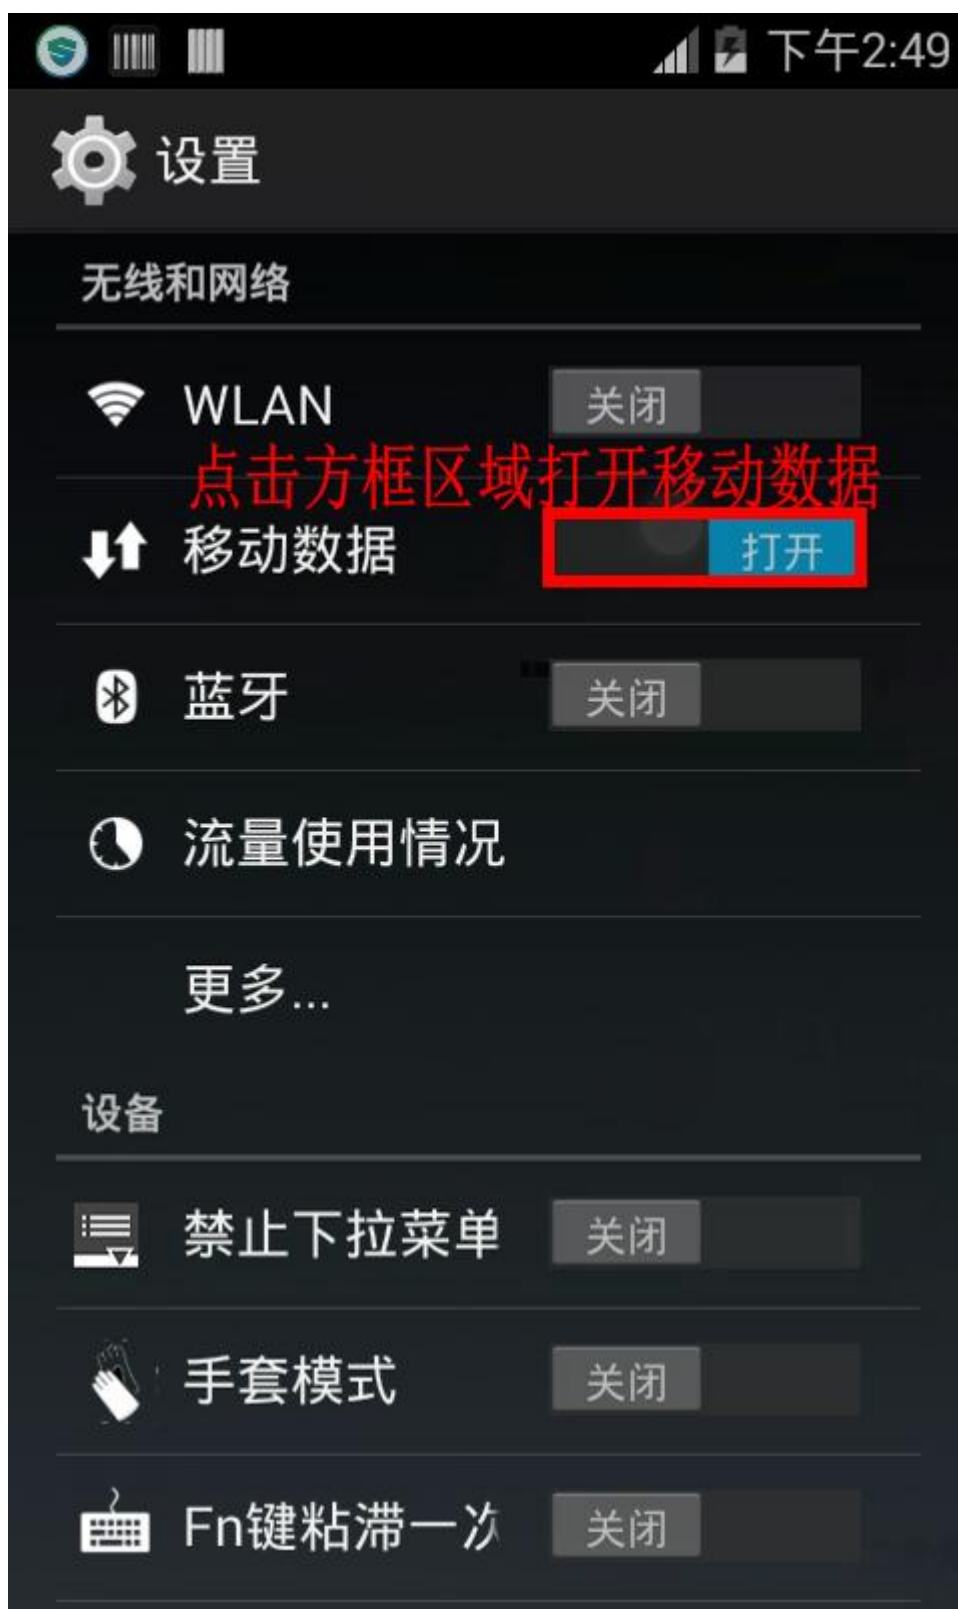 下午2:49
设置
无线和网络
WLAN 关闭
点击方框区域打开移动数据
移动数据 打开
蓝牙 关闭
流量使用情况
更多...
设备
禁止下拉菜单 关闭
手套模式 关闭
Fn键粘滞一次 关闭